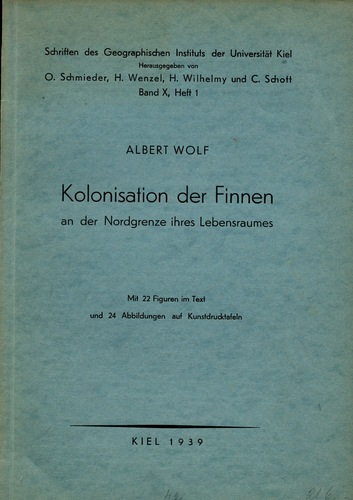 Schriften des Geographischen Instituts der Universität Kiel
Herausgegeben von
O. Schmieder, H. Wenzel, H. Wilhelmy und C. Schott
Band X, Heft 1
ALBERT WOLF
Kolonisation der Finnen
an der Nordgrenze ihres Lebensraumes
Mit 22 Figuren im Text
und 24 Abbildungen auf Kunstdrucktafeln
KIEL 1939